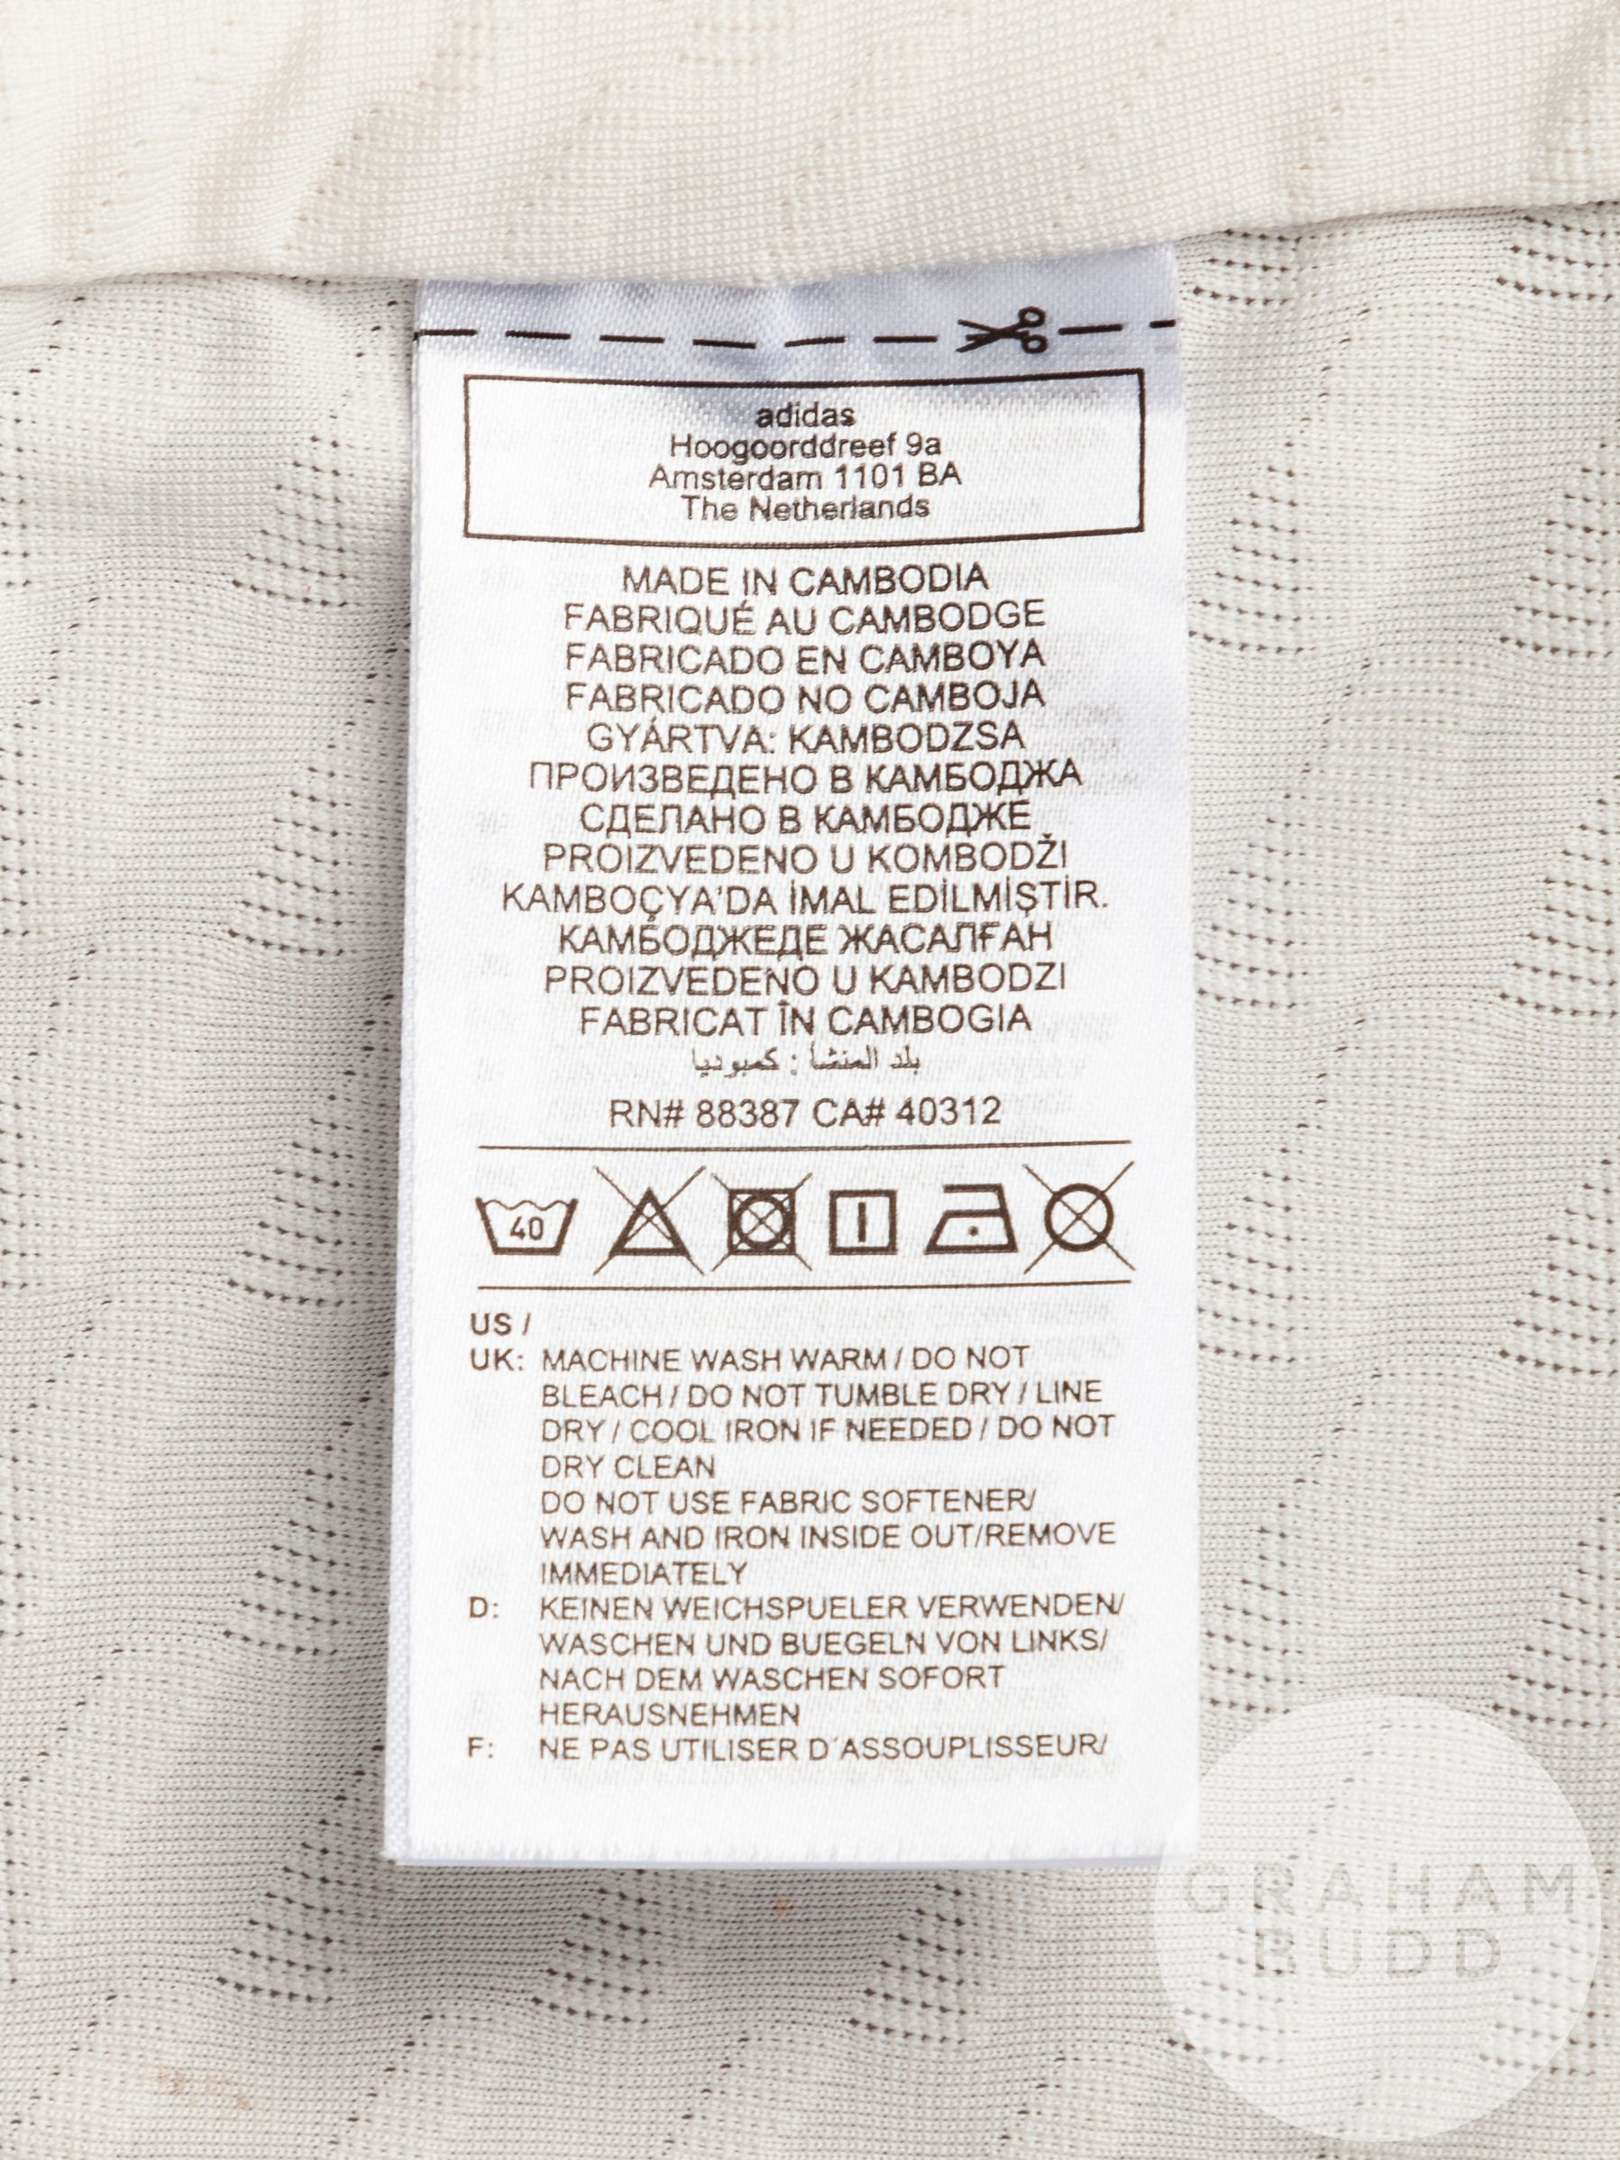 adidas
Hoogoorddreef 9a
Amsterdam 1101 BA
The Netherlands
MADE IN CAMBODIA
FABRIQUÉ AU CAMBODGE
FABRICADO EN CAMBOYA
FABRICADO NO CAMBOJA
GYÁRTVA: KAMBODZSA
ПРОИЗВЕДЕНО В КАМБОДЖА
СДЕЛАНО В КАМБОДЖЕ
PROIZVEDENO U KOMBODŽI
KAMBOÇYA'DA İMAL EDİLMİŞTİR.
КАМБОДЖЕДЕ ЖАСАЛҒАН
PROIZVEDENO U KAMBODZI
FABRICAT ÎN CAMBOGIA
بلد المنشأ : كمبوديا
RN# 88387 CA# 40312
40
US /
UK: MACHINE WASH WARM / DO NOT
BLEACH / DO NOT TUMBLE DRY / LINE
DRY / COOL IRON IF NEEDED / DO NOT
DRY CLEAN
DO NOT USE FABRIC SOFTENER/
WASH AND IRON INSIDE OUT/REMOVE
IMMEDIATELY
D: KEINEN WEICHSPUELER VERWENDEN/
WASCHEN UND BUEGELN VON LINKS/
NACH DEM WASCHEN SOFORT
HERAUSNEHMEN
F: NE PAS UTILISER D´ASSOUPLISSEUR/
GRAHAM
BUDD